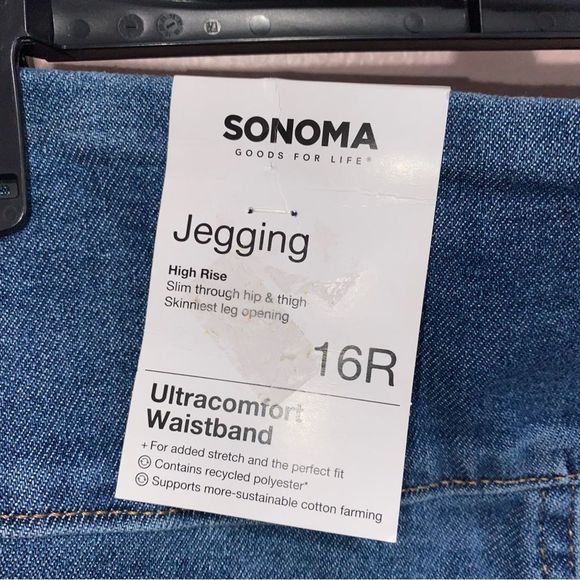 SONOMA
GOODS FOR LIFE®
Jegging
High Rise
Slim through hip & thigh
Skinniest leg opening
16R
Ultracomfort
Waistband
+ For added stretch and the perfect fit
Contains recycled polyester*
Supports more-sustainable cotton farming